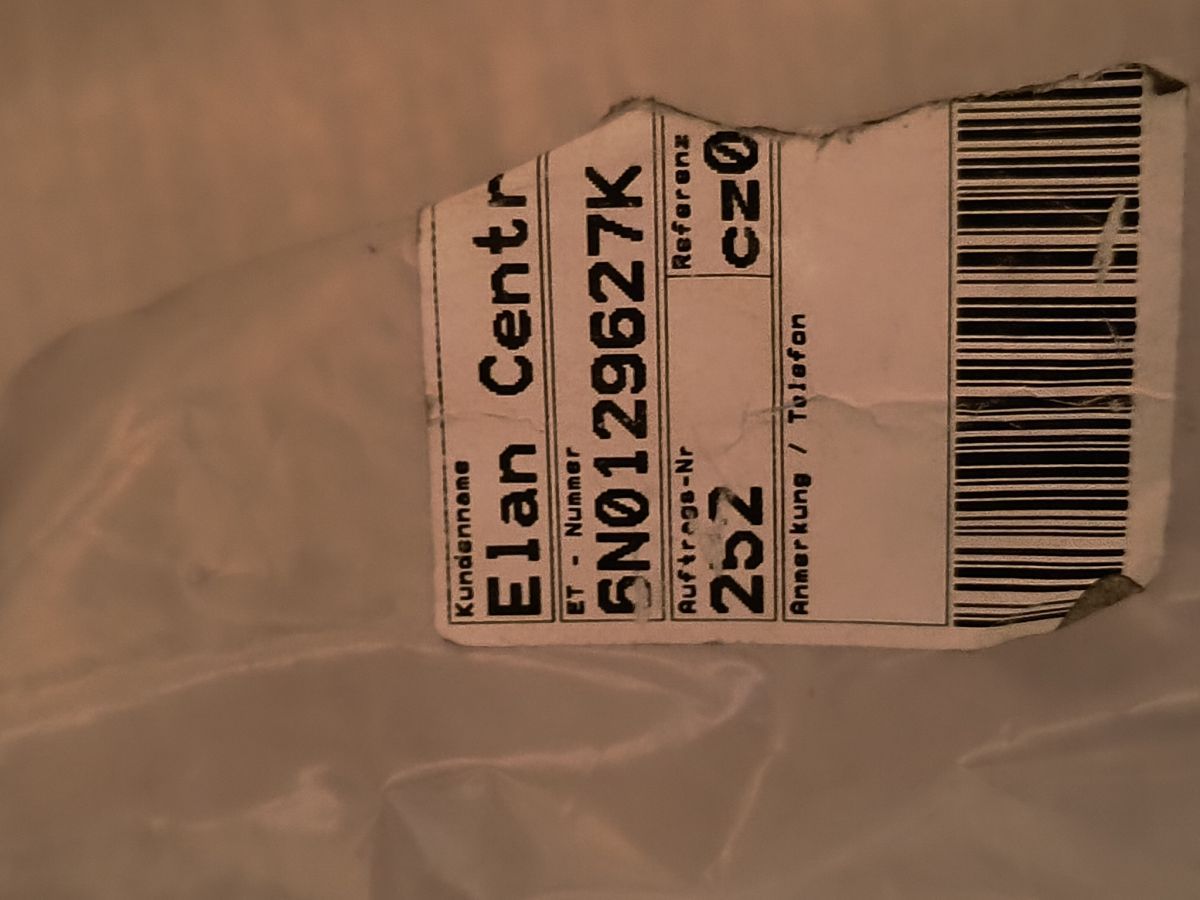 Kundenname
Elan Centr
ET - Nummer
6N0129627K
Auftrags-Nr
252
Referenz
cz0
Anmerkung / Telefon